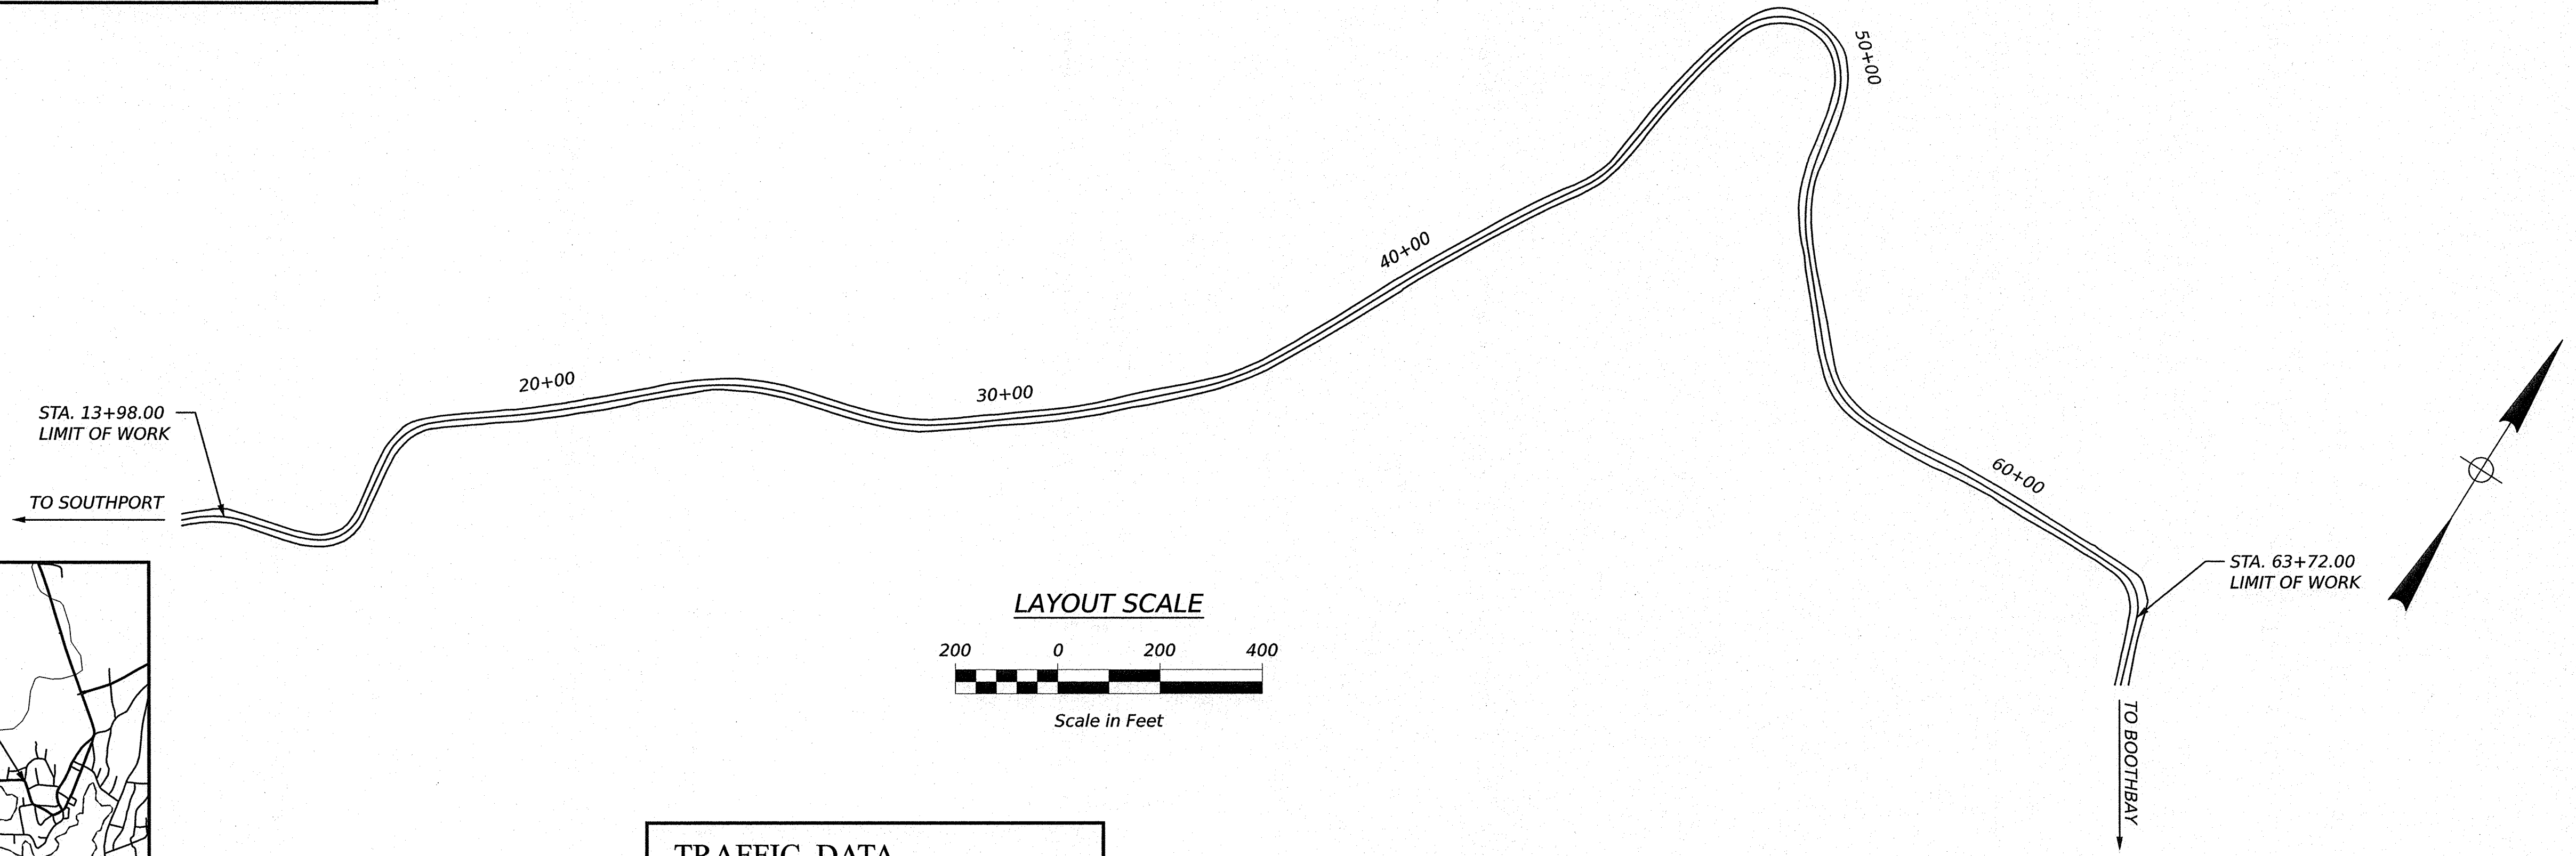 50+00
40+00
20+00
30+00
STA. 13+98.00
LIMIT OF WORK
TO SOUTHPORT
60+00
STA. 63+72.00
LIMIT OF WORK
LAYOUT SCALE
200 0 200 400
Scale in Feet
TO BOOTHBAY
TRAFFIC DATA